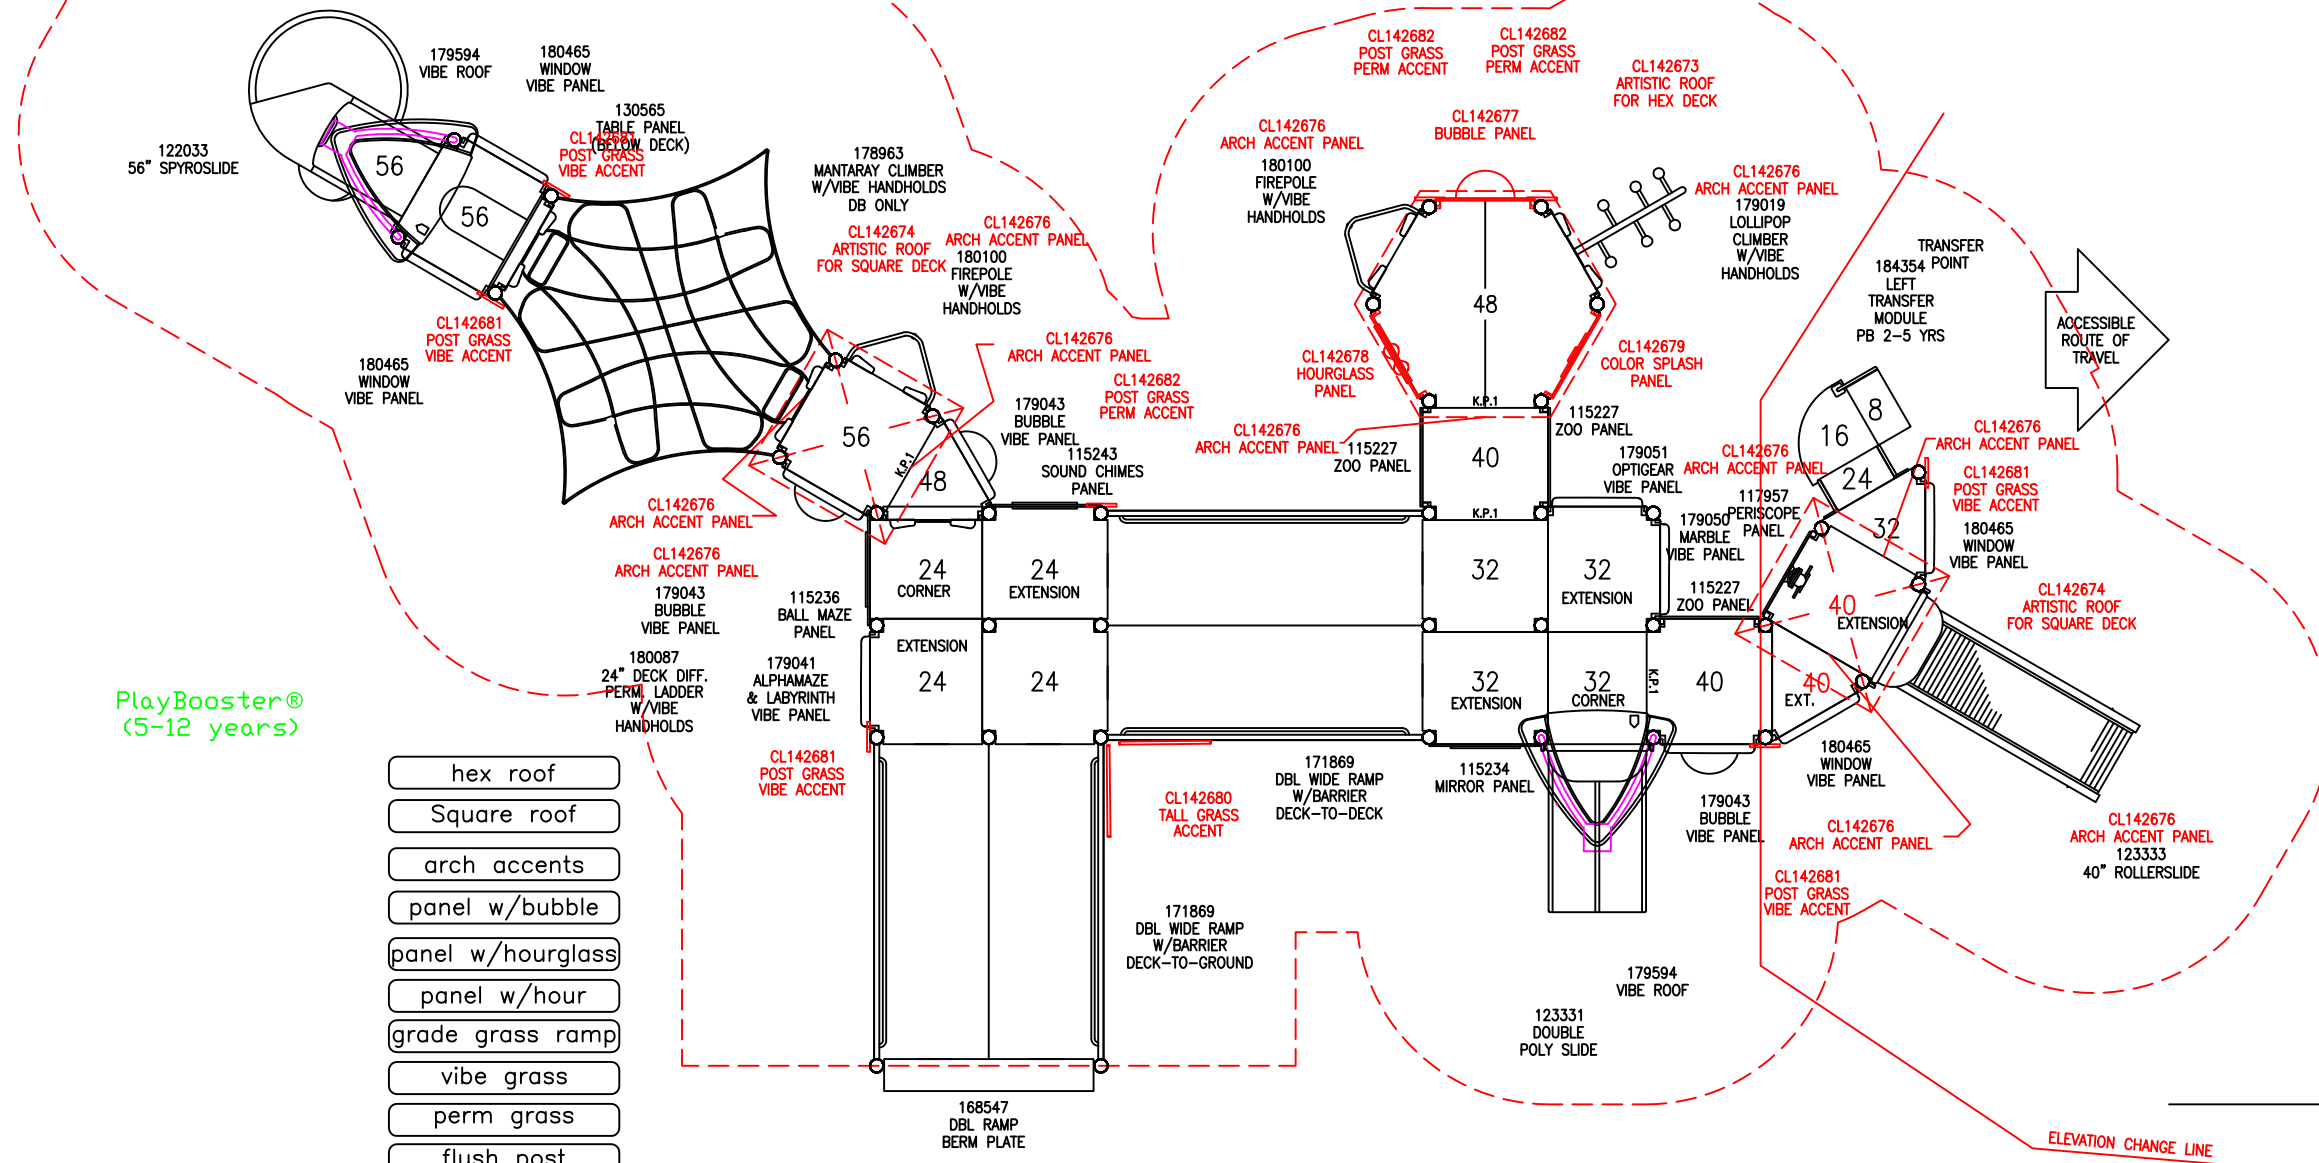 179594
VIBE ROOF
180465
WINDOW
VIBE PANEL
130565
TABLE PANEL
(BELOW DECK)
CL142681
POST GRASS
VIBE ACCENT
122033
56" SPYROSLIDE
56
56
178963
MANTARAY CLIMBER
W/VIBE HANDHOLDS
DB ONLY
CL142674
ARTISTIC ROOF
FOR SQUARE DECK
CL142676
ARCH ACCENT PANEL
180100
FIREPOLE
W/VIBE
HANDHOLDS
CL142681
POST GRASS
VIBE ACCENT
180465
WINDOW
VIBE PANEL
CL142676
ARCH ACCENT PANEL
CL142682
POST GRASS
PERM ACCENT
179043
BUBBLE
VIBE PANEL
115243
SOUND CHIMES
PANEL
56
K.P.1
48
CL142676
ARCH ACCENT PANEL
CL142676
ARCH ACCENT PANEL
179043
BUBBLE
VIBE PANEL
115236
BALL MAZE
PANEL
180087
24" DECK DIFF.
PERM. LADDER
W/VIBE
HANDHOLDS
179041
ALPHAMAZE
& LABYRINTH
VIBE PANEL
CL142681
POST GRASS
VIBE ACCENT
24
CORNER
24
EXTENSION
EXTENSION
24
24
CL142682
POST GRASS
PERM ACCENT
CL142682
POST GRASS
PERM ACCENT
CL142673
ARTISTIC ROOF
FOR HEX DECK
CL142676
ARCH ACCENT PANEL
180100
FIREPOLE
W/VIBE
HANDHOLDS
CL142677
BUBBLE PANEL
CL142676
ARCH ACCENT PANEL
179019
LOLLIPOP
CLIMBER
W/VIBE
HANDHOLDS
48
CL142678
HOURGLASS
PANEL
CL142679
COLOR SPLASH
PANEL
K.P.1
CL142676
ARCH ACCENT PANEL
115227
ZOO PANEL
115227
ZOO PANEL
40
K.P.1
179051
OPTIGEAR
VIBE PANEL
CL142676
ARCH ACCENT PANEL
117957
PERISCOPE
PANEL
179050
MARBLE
VIBE PANEL
115227
ZOO PANEL
32
32
EXTENSION
32
EXTENSION
32
CORNER
K.P.1
40
EXT.
40
40
EXTENSION
TRANSFER
POINT
184354
LEFT
TRANSFER
MODULE
PB 2-5 YRS
ACCESSIBLE
ROUTE OF
TRAVEL
8
16
24
32
CL142676
ARCH ACCENT PANEL
CL142681
POST GRASS
VIBE ACCENT
180465
WINDOW
VIBE PANEL
CL142674
ARTISTIC ROOF
FOR SQUARE DECK
180465
WINDOW
VIBE PANEL
CL142676
ARCH ACCENT PANEL
CL142676
ARCH ACCENT PANEL
123333
40" ROLLERSLIDE
179043
BUBBLE
VIBE PANEL
CL142681
POST GRASS
VIBE ACCENT
115234
MIRROR PANEL
171869
DBL WIDE RAMP
W/BARRIER
DECK-TO-DECK
CL142680
TALL GRASS
ACCENT
171869
DBL WIDE RAMP
W/BARRIER
DECK-TO-GROUND
179594
VIBE ROOF
123331
DOUBLE
POLY SLIDE
168547
DBL RAMP
BERM PLATE
ELEVATION CHANGE LINE
PlayBooster®
(5-12 years)
hex roof
Square roof
arch accents
panel w/bubble
panel w/hourglass
panel w/hour
grade grass ramp
vibe grass
perm grass
flush post